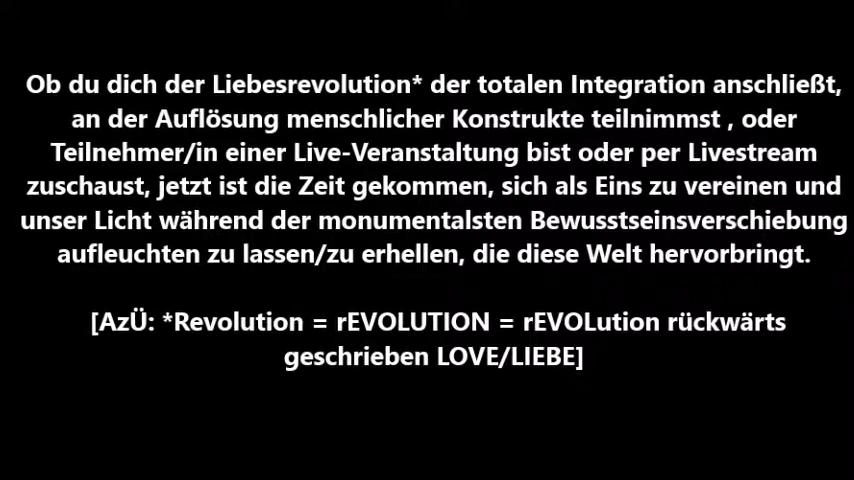 Ob du dich der Liebesrevolution* der totalen Integration anschließt,
an der Auflösung menschlicher Konstrukte teilnimmst , oder
Teilnehmer/in einer Live-Veranstaltung bist oder per Livestream
zuschaust, jetzt ist die Zeit gekommen, sich als Eins zu vereinen und
unser Licht während der monumentalsten Bewusstseinsverschiebung
aufleuchten zu lassen/zu erhellen, die diese Welt hervorbringt.
[AzÜ: *Revolution = rEVOLUTION = rEVOLution rückwärts
geschrieben LOVE/LIEBE]